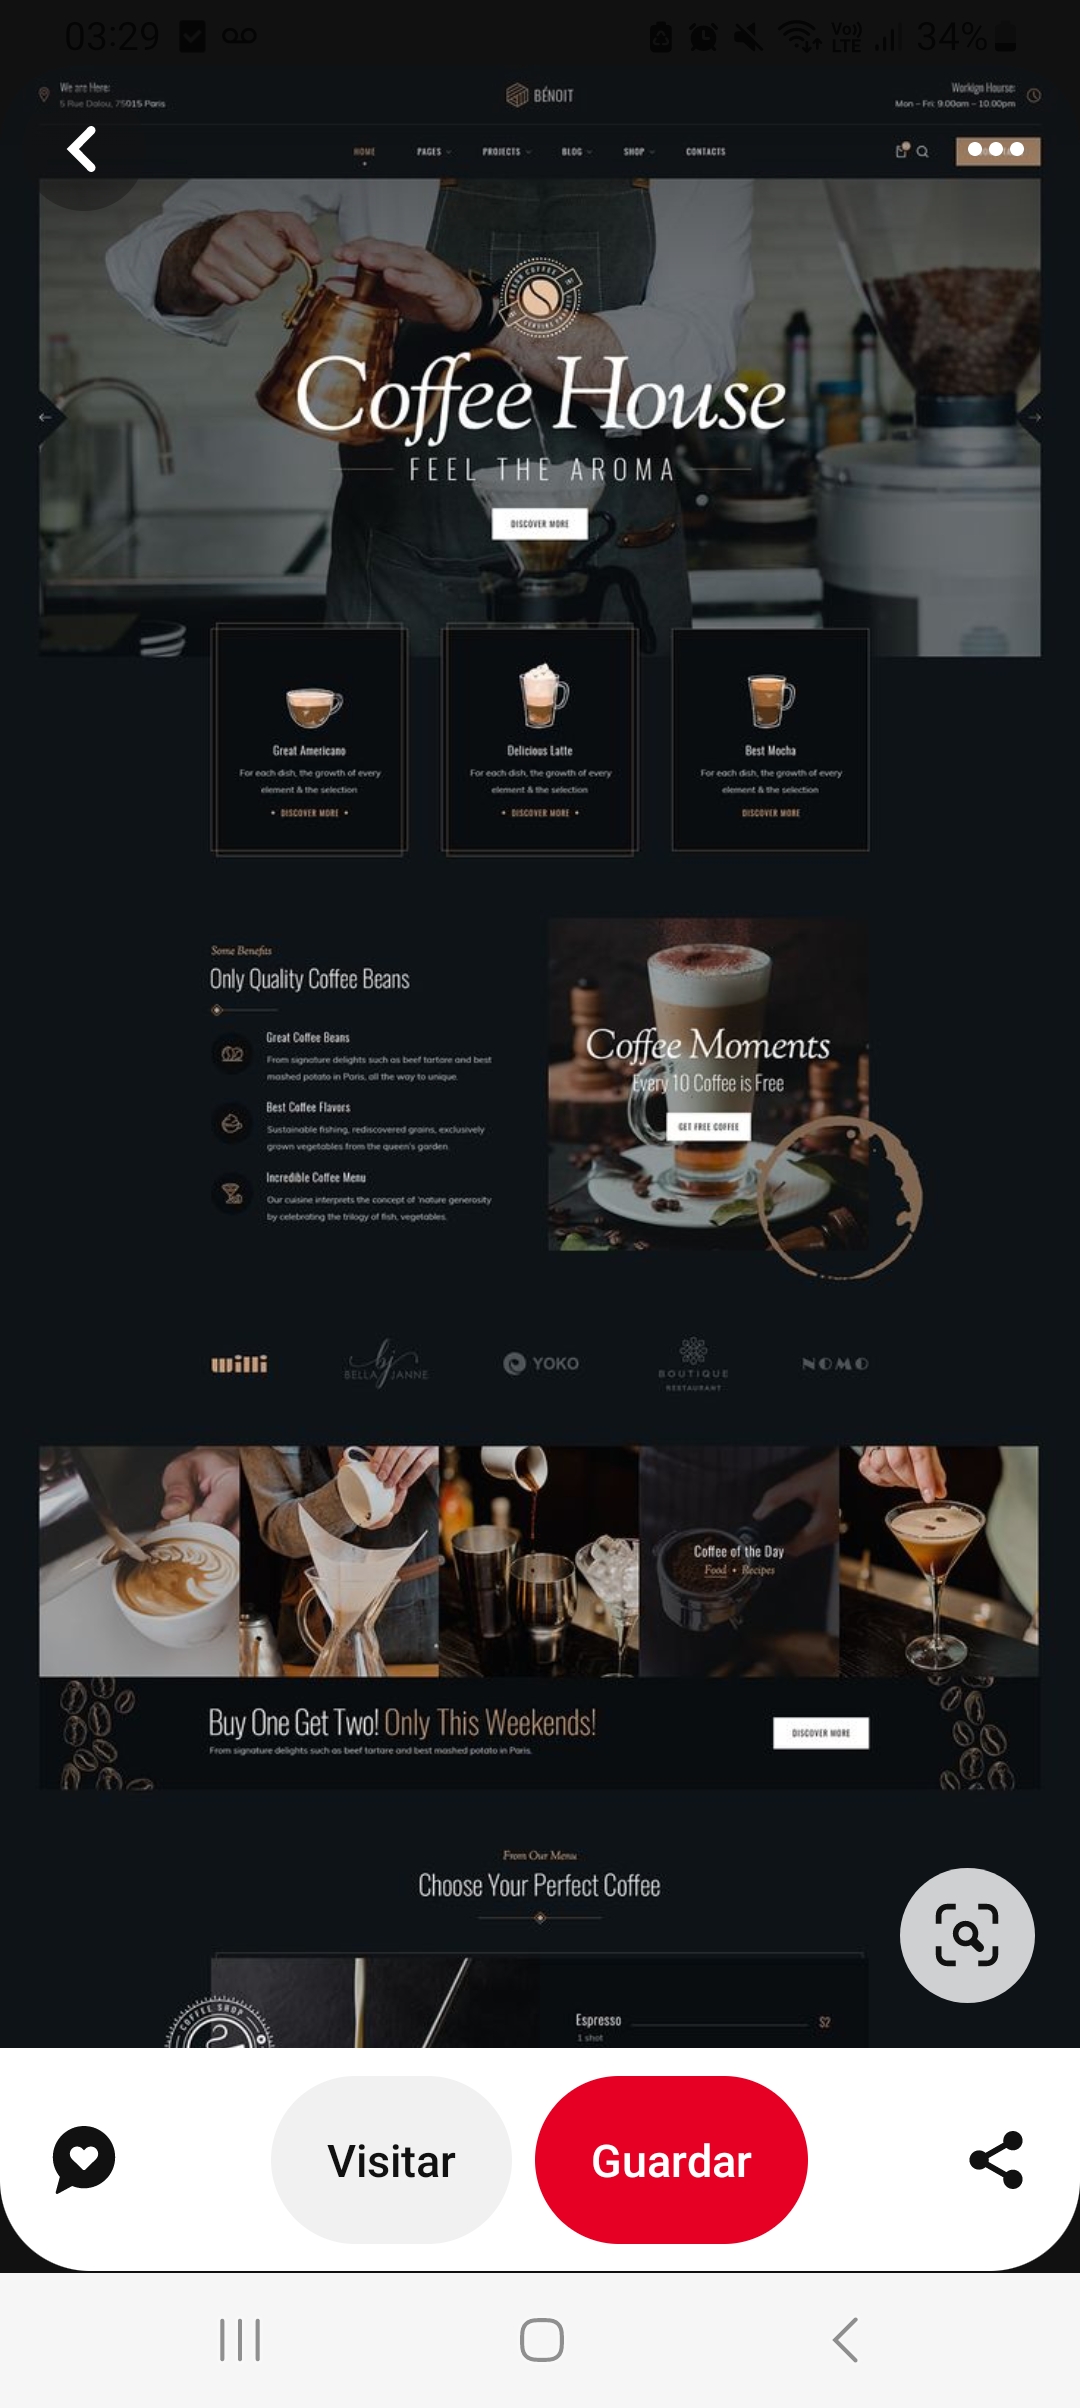 03:29
Vo))
LTE
34%
We are Here:
5 Rue Dalou, 75015 Paris
BÉNOIT
Workign Hourse:
Mon – Fri: 9.00am – 10.00pm
HOME
PAGES
PROJECTS
BLOG
SHOP
CONTACTS
FRESH COFFEE
Coffee House
FEEL THE AROMA
DISCOVER MORE
Great Americano
For each dish, the growth of every
element & the selection
• DISCOVER MORE •
Delicious Latte
For each dish, the growth of every
element & the selection
• DISCOVER MORE •
Best Mocha
For each dish, the growth of every
element & the selection
DISCOVER MORE
Some Benefits
Only Quality Coffee Beans
Great Coffee Beans
From signature delights such as beef tartare and best
mashed potato in Paris, all the way to unique.
Best Coffee Flavors
Sustainable fishing, rediscovered grains, exclusively
grown vegetables from the queen's garden.
Incredible Coffee Menu
Our cuisine interprets the concept of 'nature generosity
by celebrating the trilogy of fish, vegetables.
Coffee Moments
Every 10 Coffee is Free
GET FREE COFFEE
willi
bj
BELLA JANNE
YOKO
BOUTIQUE
RESTAURANT
NOMO
Coffee of the Day
Food • Recipes
Buy One Get Two! Only This Weekends!
From signature delights such as beef tartare and best mashed potato in Paris.
DISCOVER MORE
From Our Menu
Choose Your Perfect Coffee
COFFEE SHOP
Espresso
$2
1 shot
Visitar
Guardar